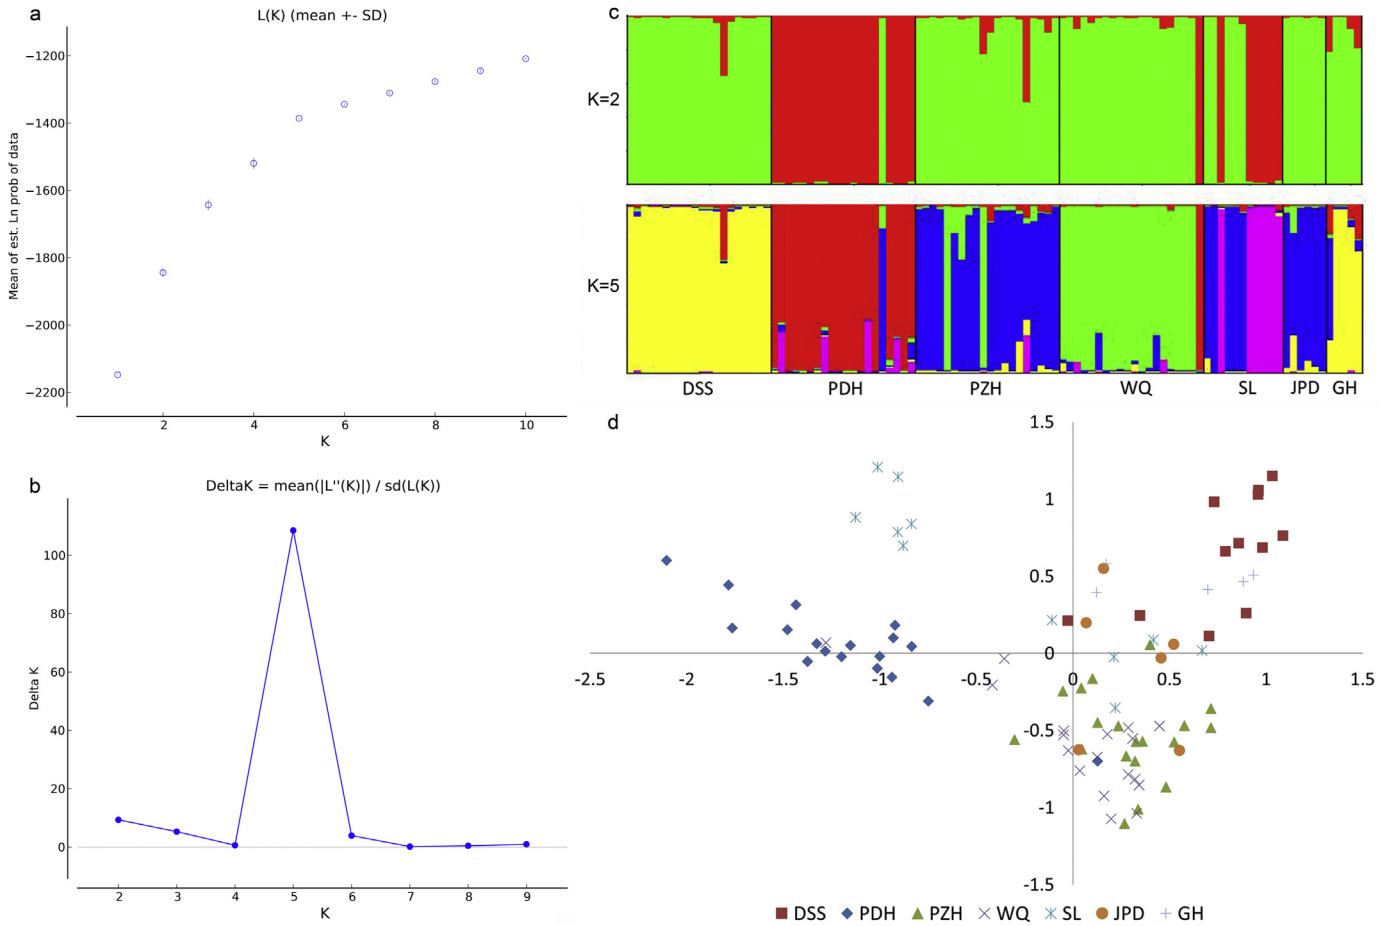 a
L(K) (mean +- SD)
Mean of est. Ln prob of data
−1200
−1400
−1600
−1800
−2000
−2200
2 4 6 8 10
K
b
DeltaK = mean(|L''(K)|) / sd(L(K))
Delta K
100
80
60
40
20
0
2 3 4 5 6 7 8 9
K
c
K=2
K=5
DSS PDH PZH WQ SL JPD GH
d
1.5
1
0.5
0
-2.5 -2 -1.5 -1 -0.5 0 0.5 1 1.5
-0.5
-1
-1.5
DSS PDH PZH WQ SL JPD GH